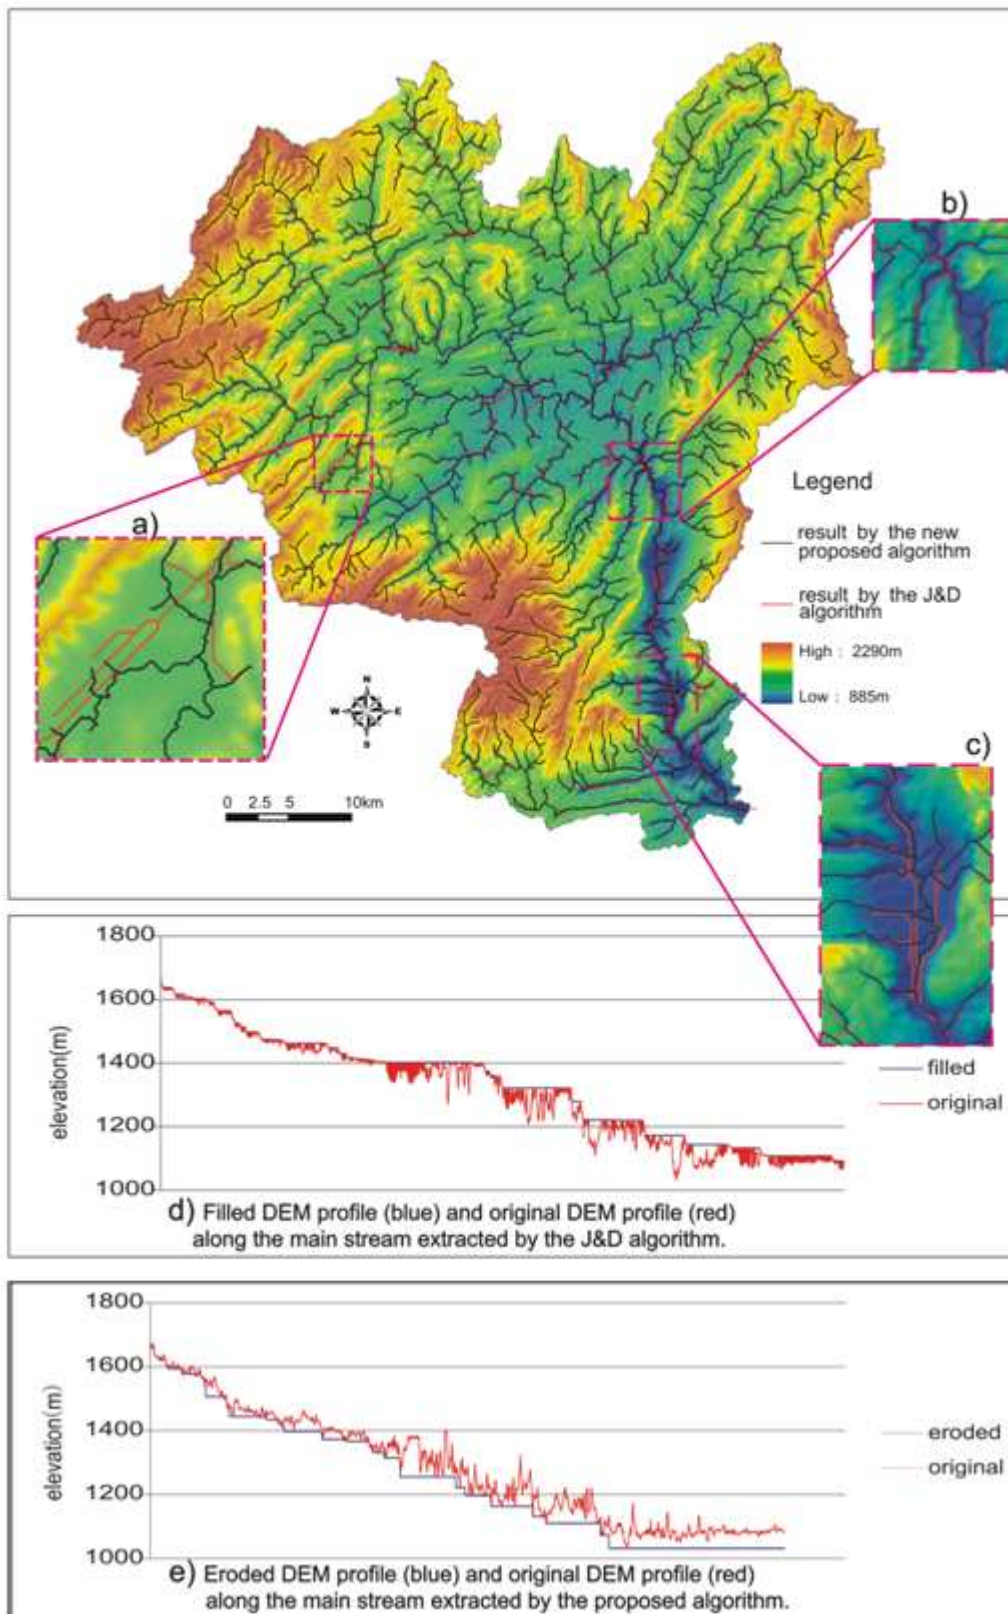 b)
Legend
result by the new
proposed algorithm
result by the J&D
algorithm
High : 2290m
Low : 885m
a)
N
W E
S
0 2.5 5 10km
c)
1800
1600
1400
1200
1000
elevation(m)
filled
original
d) Filled DEM profile (blue) and original DEM profile (red)
along the main stream extracted by the J&D algorithm.
1800
1600
1400
1200
1000
elevation(m)
eroded
original
e) Eroded DEM profile (blue) and original DEM profile (red)
along the main stream extracted by the proposed algorithm.